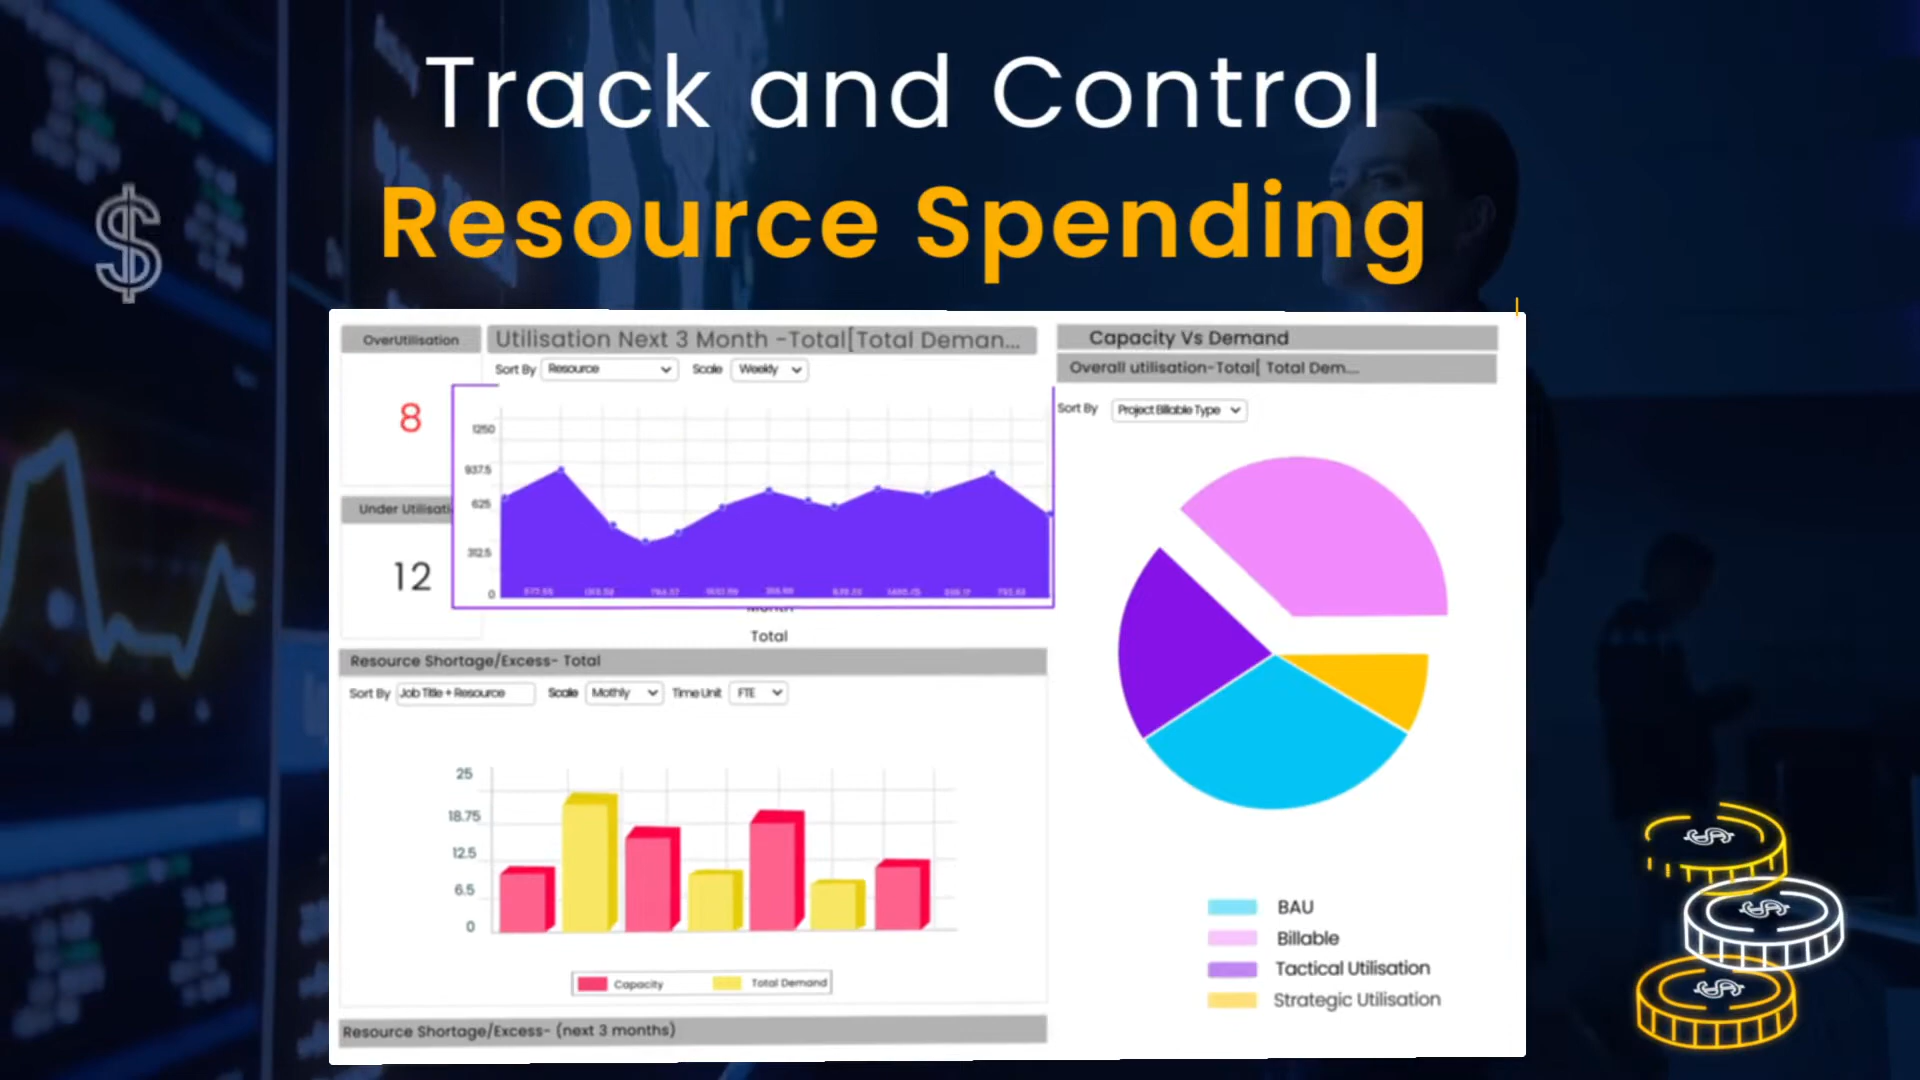 Track and Control
Resource Spending
OverUtilisation
8
Under Utilisati
12
Utilisation Next 3 Month -Total[Total Deman...
Sort By Resource Scale Weekly
1250
937.5
625
312.5
0
Month
Total
Capacity Vs Demand
Overall utilisation-Total[ Total Dem....
Sort By Project Billable Type
BAU
Billable
Tactical Utilisation
Strategic Utilisation
Resource Shortage/Excess- Total
Sort By Job Title + Resource Scale Mothly Time Unit FTE
25
18.75
12.5
6.5
0
Capacity Total Demand
Resource Shortage/Excess- (next 3 months)